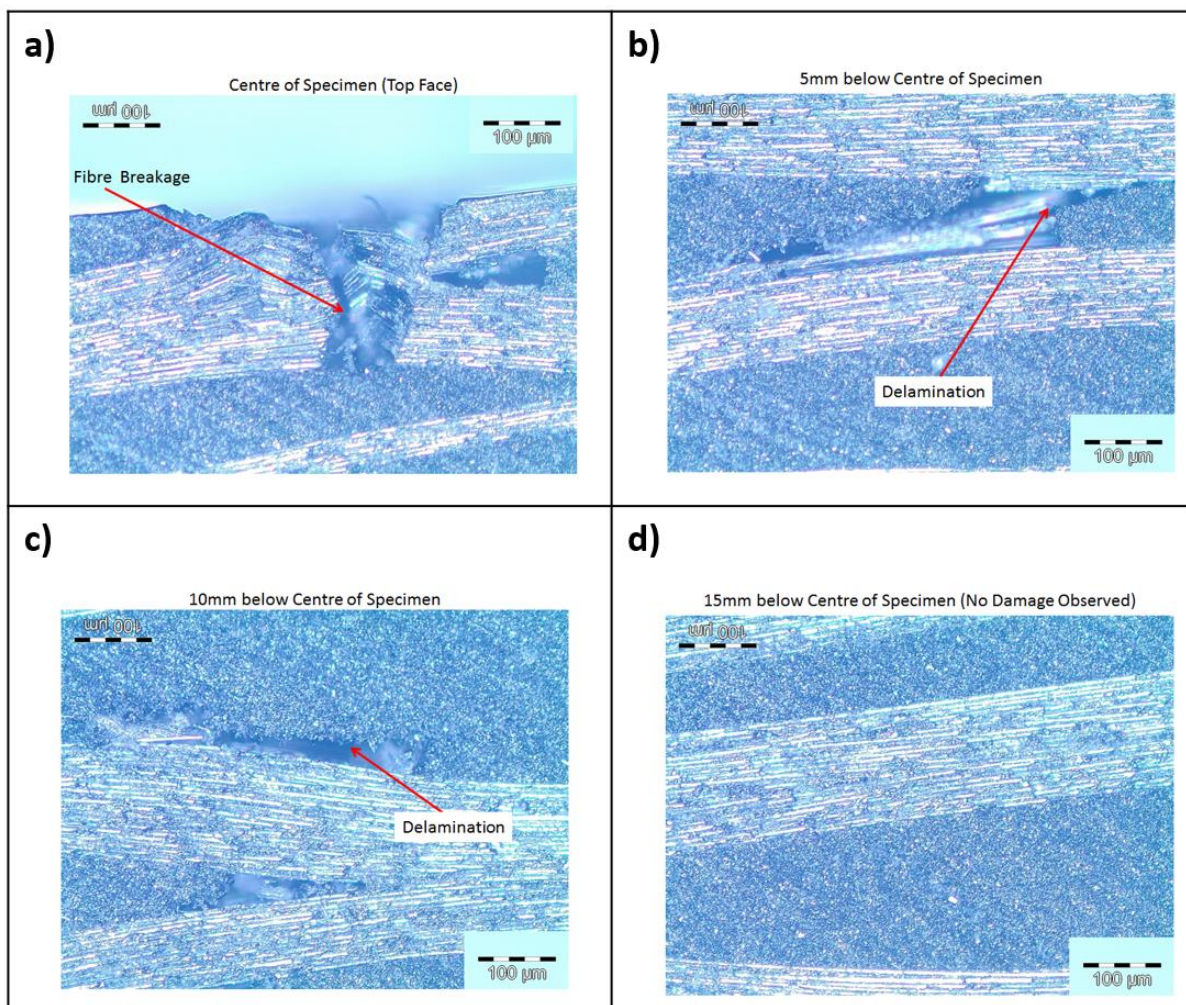 a)
Centre of Specimen (Top Face)
100 µm
100 µm
Fibre Breakage
b)
5mm below Centre of Specimen
100 µm
100 µm
Delamination
c)
10mm below Centre of Specimen
100 µm
100 µm
Delamination
d)
15mm below Centre of Specimen (No Damage Observed)
100 µm
100 µm